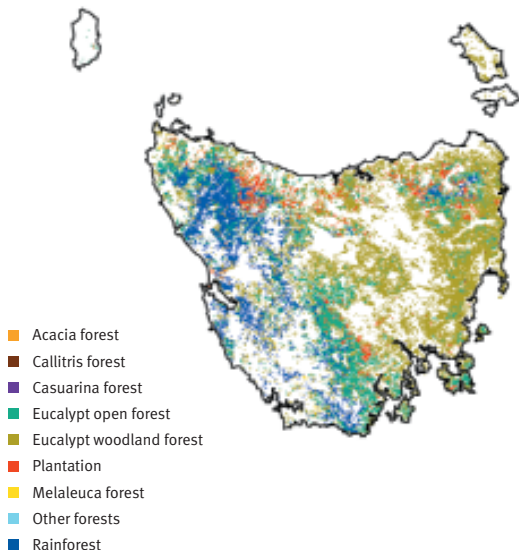 Acacia forest
Callitris forest
Casuarina forest
Eucalypt open forest
Eucalypt woodland forest
Plantation
Melaleuca forest
Other forests
Rainforest